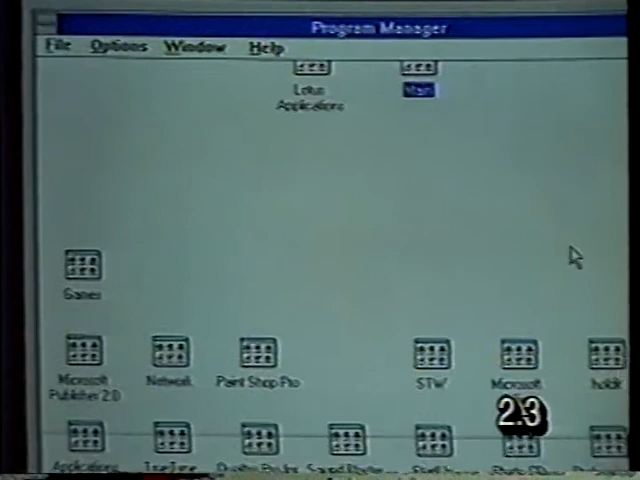 Program Manager
File Options Window Help
Lotus
Applications
Main
Games
Microsoft
Publisher 2.0
Network
Paint Shop Pro
STW
Microsoft
23
Applications